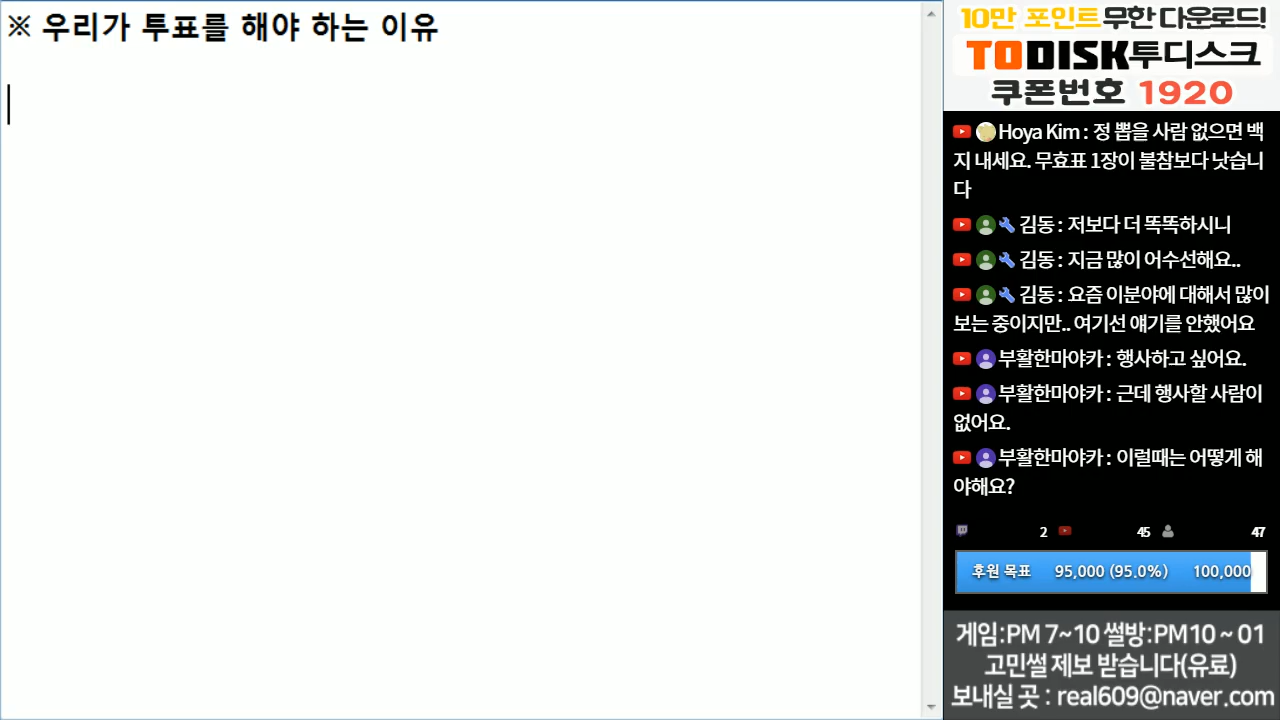 ※ 우리가 투표를 해야 하는 이유
10만 포인트무한 다운로드!
TODISK투디스크
쿠폰번호 1920
Hoya Kim : 정 뽑을 사람 없으면 백
지 내세요. 무효표 1장이 불참보다 낫습니
다
김동 : 저보다 더 똑똑하시니
김동 : 지금 많이 어수선해요..
김동 : 요즘 이분야에 대해서 많이
보는 중이지만.. 여기선 얘기를 안했어요
부활한마야카 : 행사하고 싶어요.
부활한마야카 : 근데 행사할 사람이
없어요.
부활한마야카 : 이럴때는 어떻게 해
야해요?
2 45 47
후원 목표 95,000 (95.0%) 100,000
게임:PM 7~10 썰방:PM10 ~ 01
고민썰 제보 받습니다(유료)
보내실 곳 : real609@naver.com